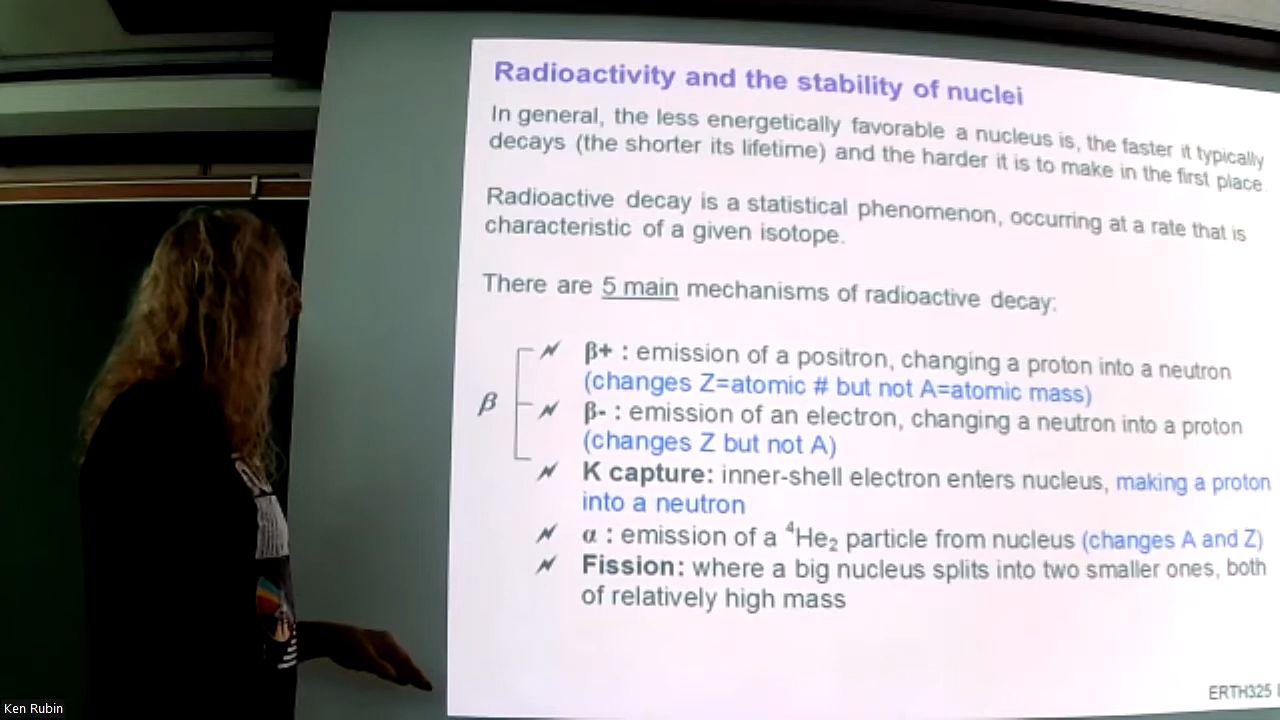 Radioactivity and the stability of nuclei
In general, the less energetically favorable a nucleus is, the faster it typically
decays (the shorter its lifetime) and the harder it is to make in the first place
Radioactive decay is a statistical phenomenon, occurring at a rate that is
characteristic of a given isotope.
There are 5 main mechanisms of radioactive decay:
β
β+ : emission of a positron, changing a proton into a neutron
(changes Z=atomic # but not A=atomic mass)
β- : emission of an electron, changing a neutron into a proton
(changes Z but not A)
K capture: inner-shell electron enters nucleus, making a proton
into a neutron
α : emission of a ⁴He₂ particle from nucleus (changes A and Z)
Fission: where a big nucleus splits into two smaller ones, both
of relatively high mass
ERTH325
Ken Rubin